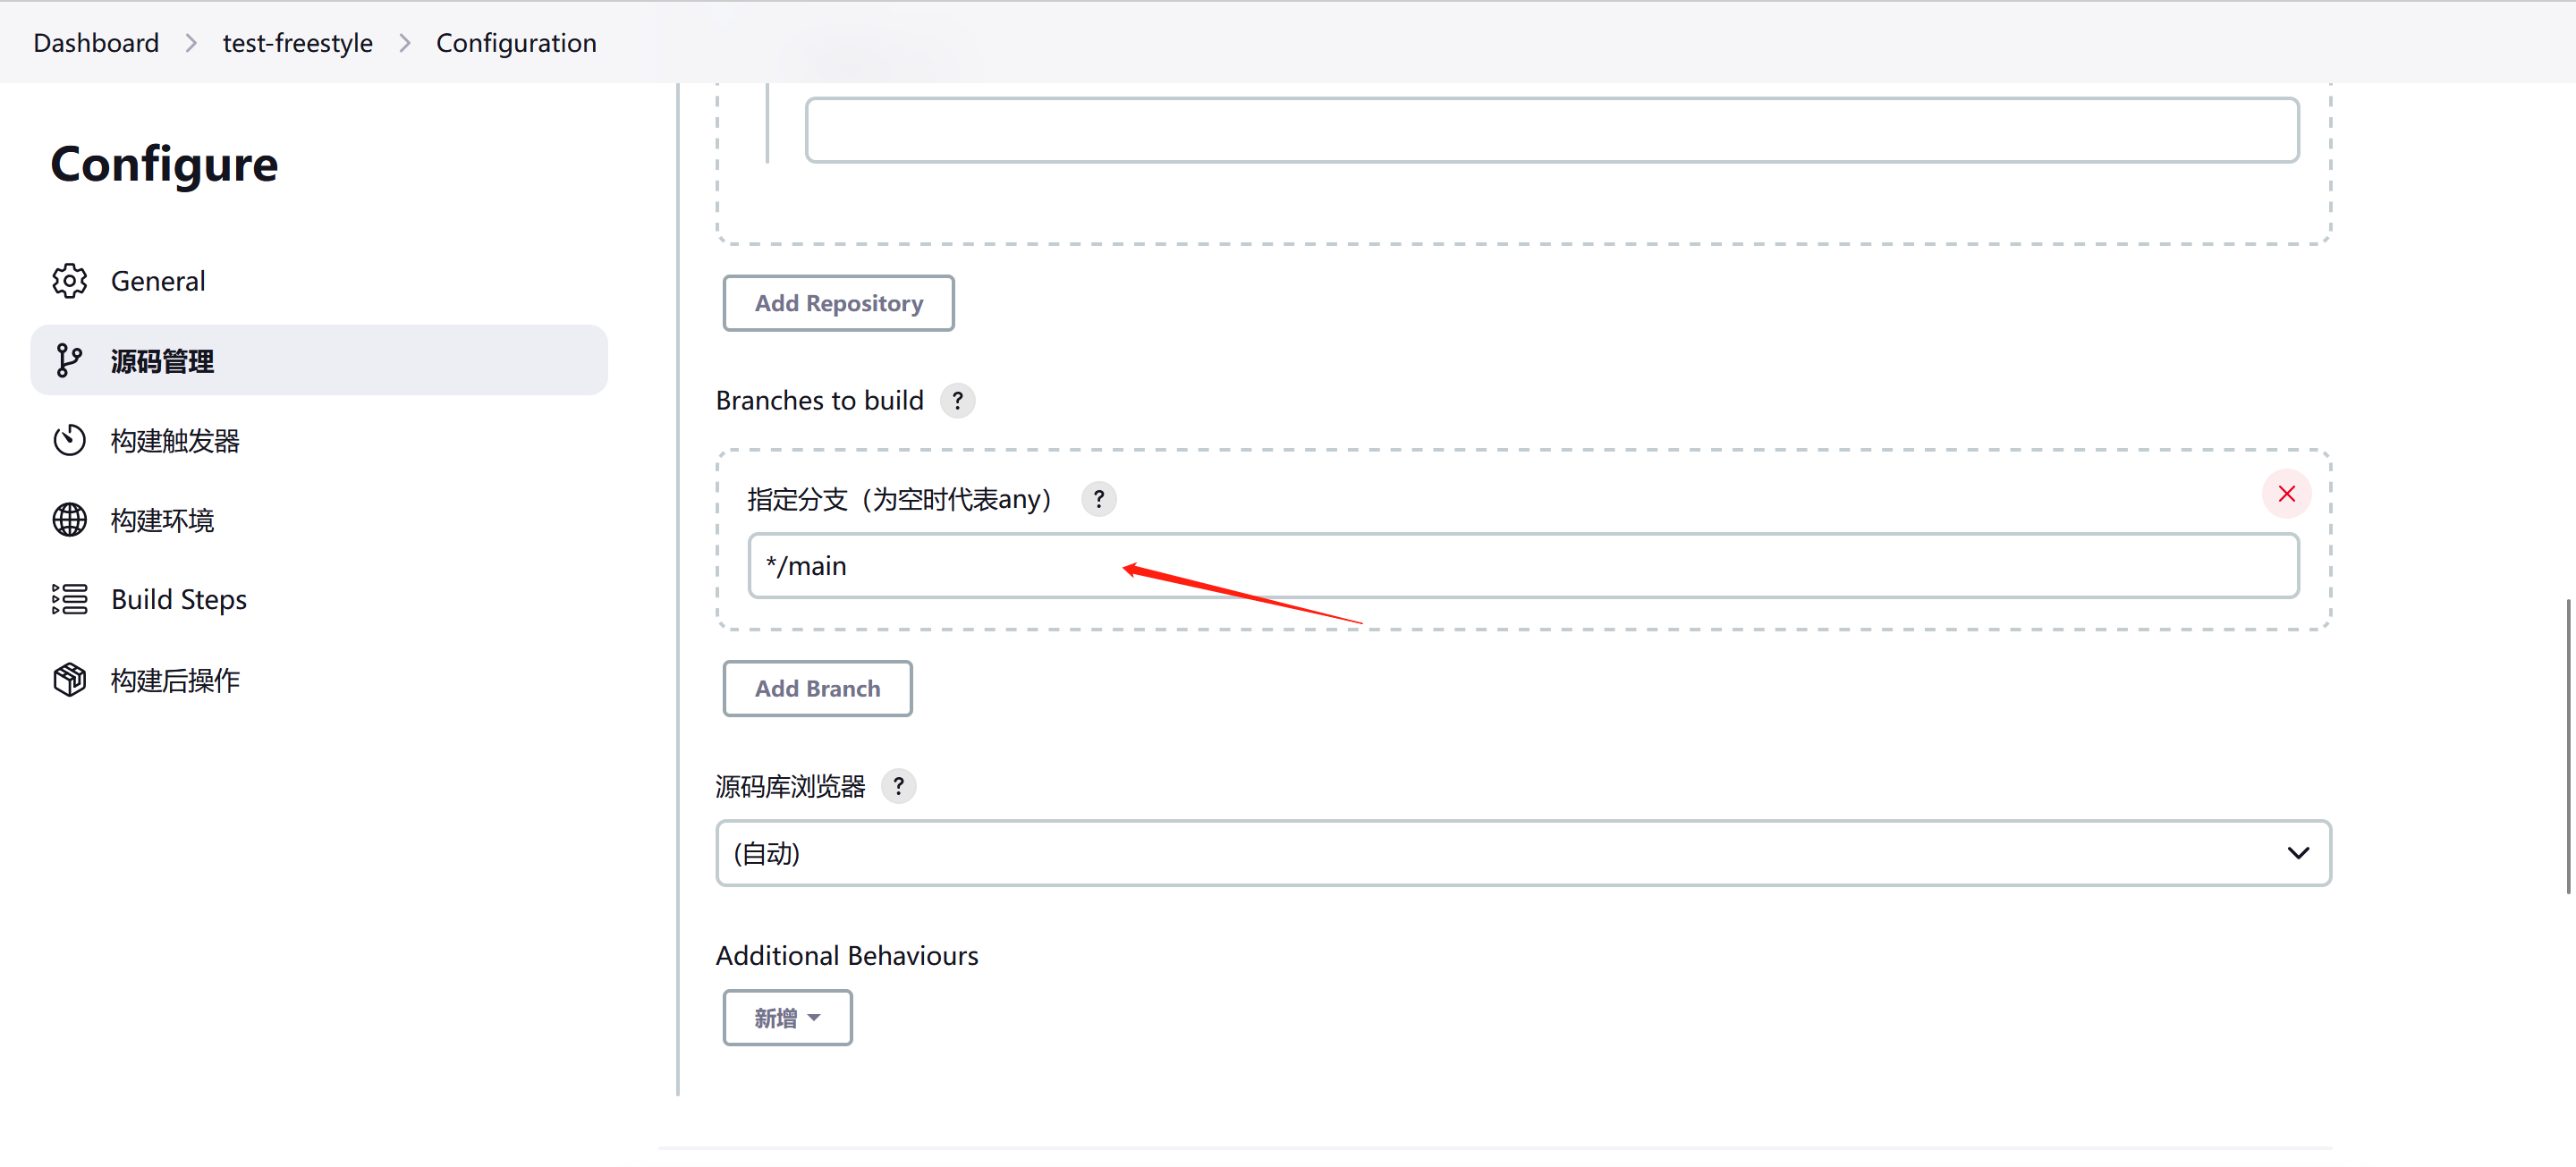 Dashboard > test-freestyle > Configuration
Configure
General
源码管理
构建触发器
构建环境
Build Steps
构建后操作
Add Repository
Branches to build ?
指定分支（为空时代表any） ?
*/main
Add Branch
源码库浏览器 ?
(自动)
Additional Behaviours
新增